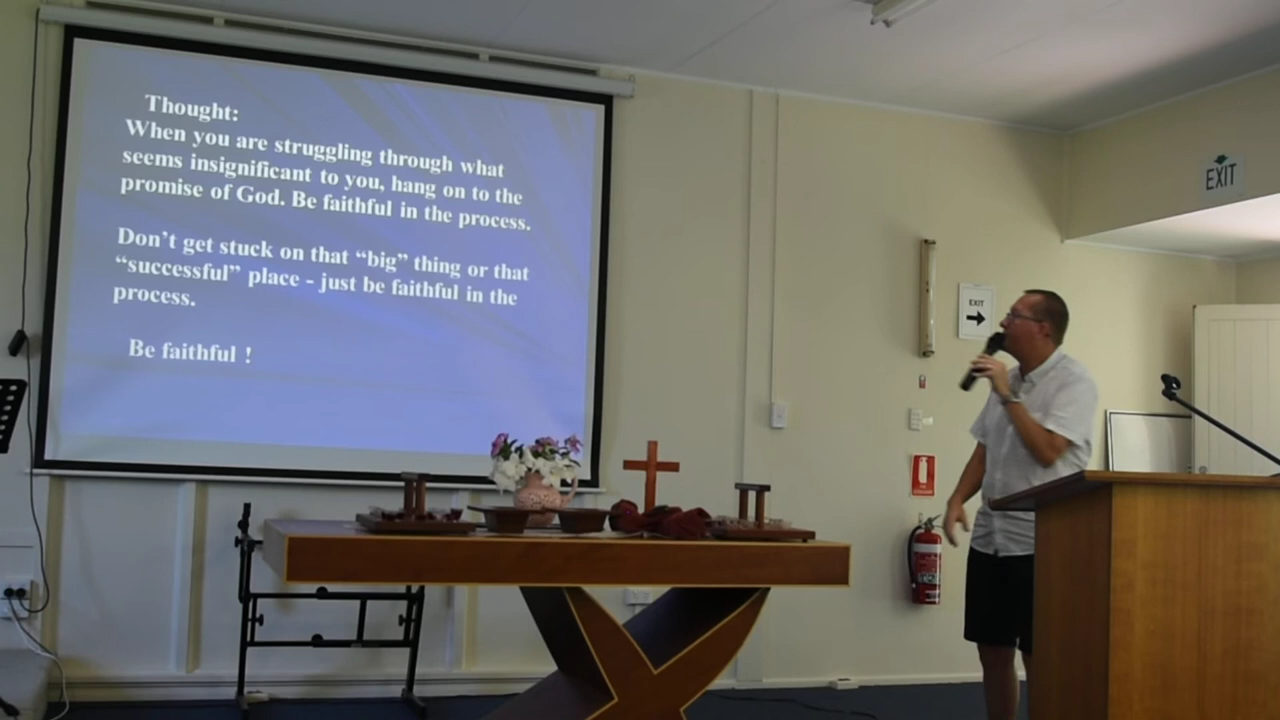 Thought:
When you are struggling through what
seems insignificant to you, hang on to the
promise of God. Be faithful in the process.
Don't get stuck on that “big” thing or that
“successful” place - just be faithful in the
process.
Be faithful !
EXIT
EXIT